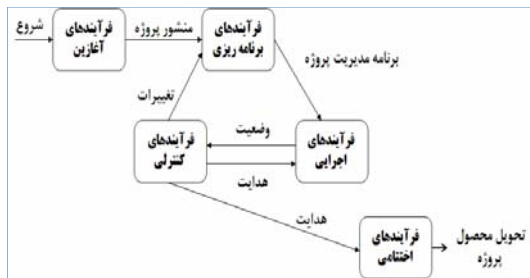 شروع
فرآیندهای
آغازین
منشور پروژه
فرآیندهای
برنامه ریزی
برنامه مدیریت پروژه
تغییرات
فرآیندهای
کنترلی
وضعیت
هدایت
فرآیندهای
اجرایی
هدایت
فرآیندهای
اختتامی
تحویل محصول
پروژه